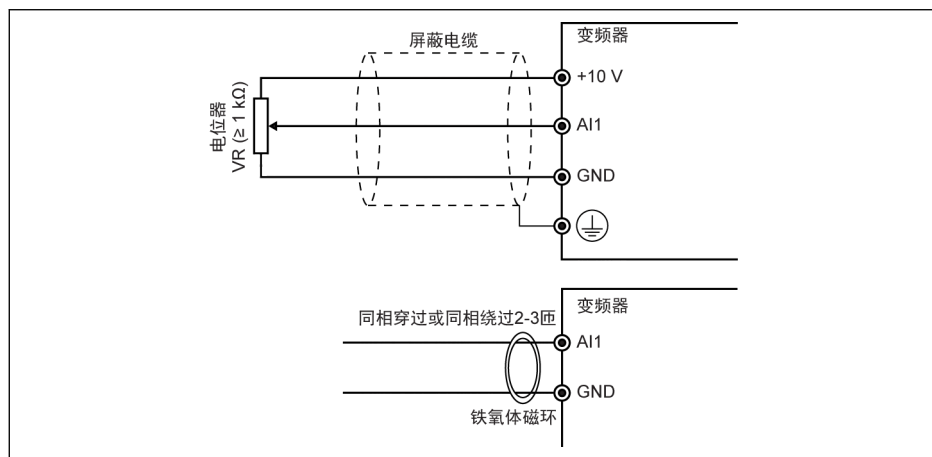 屏蔽电缆
变频器
+10 V
电位器
VR (≥ 1 kΩ)
AI1
GND
变频器
同相穿过或同相绕过2-3匝
AI1
GND
铁氧体磁环